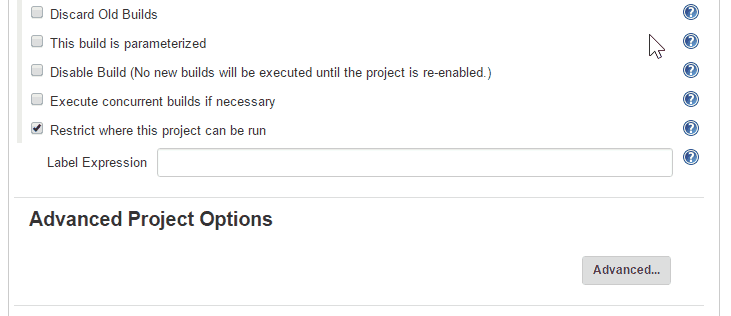 Discard Old Builds
This build is parameterized
Disable Build (No new builds will be executed until the project is re-enabled.)
Execute concurrent builds if necessary
Restrict where this project can be run
Label Expression
Advanced Project Options
Advanced...